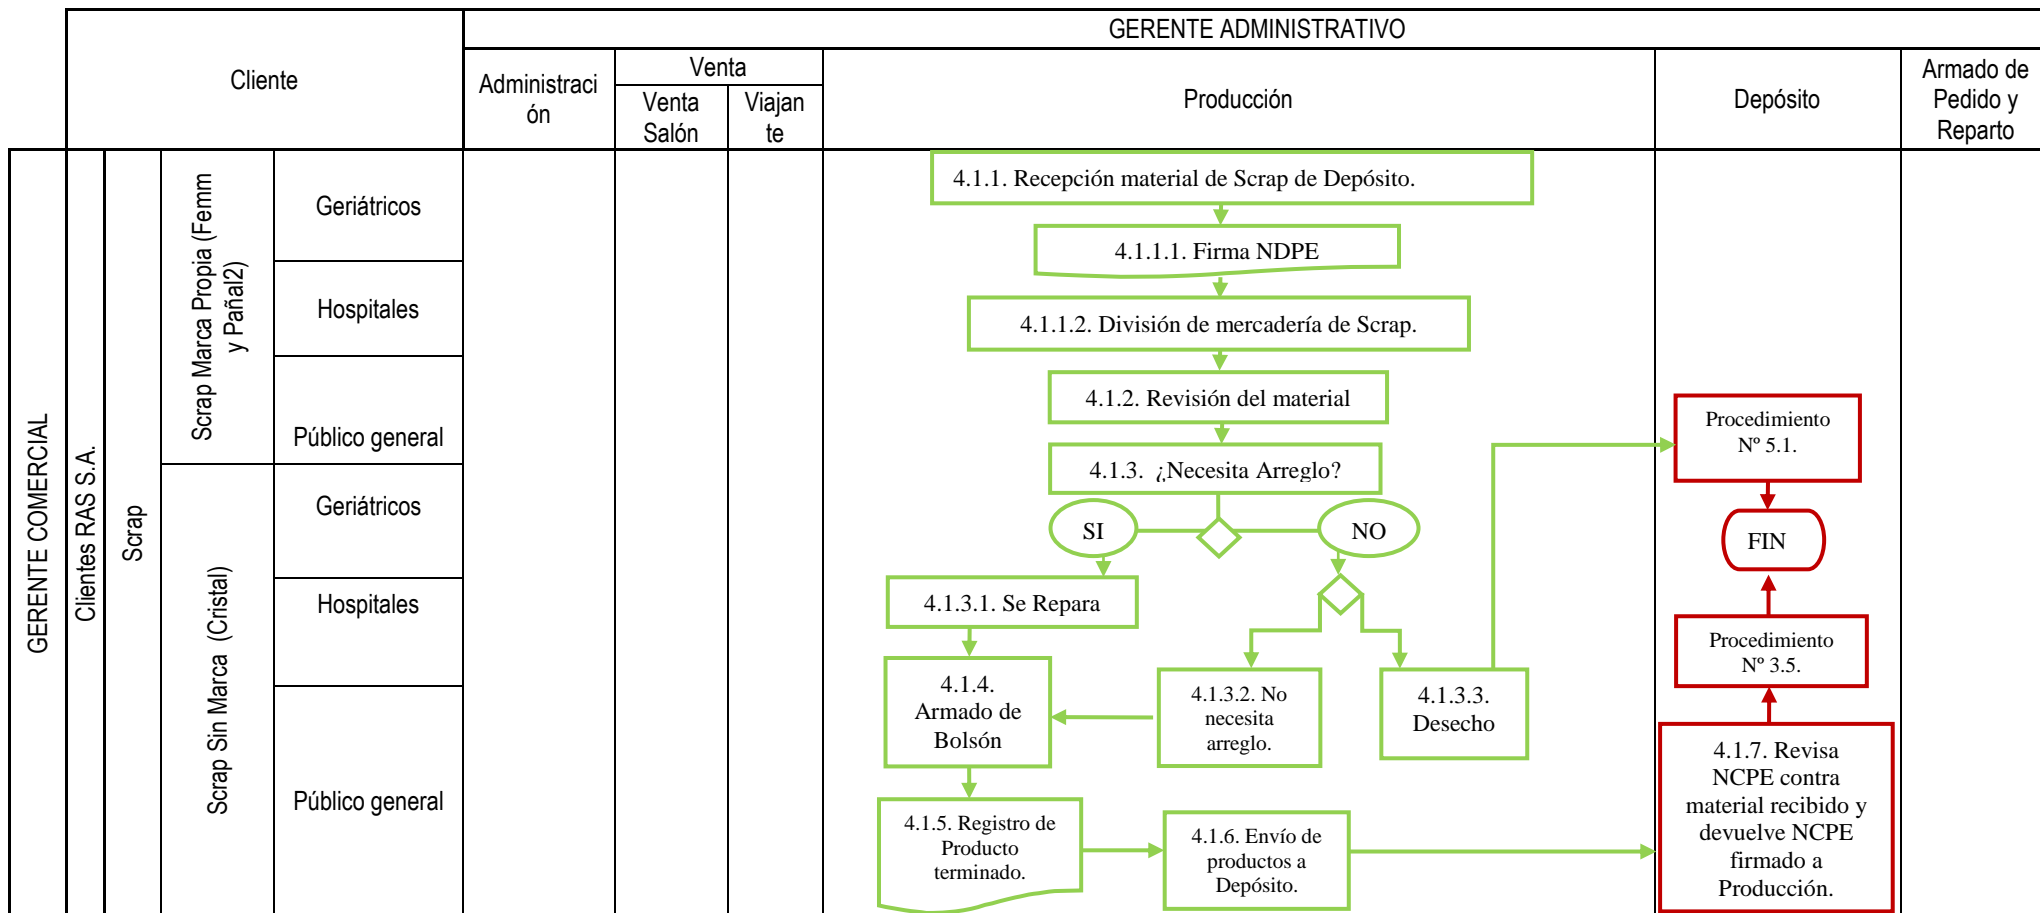 GERENTE ADMINISTRATIVO
Cliente
Administraci
ón
Venta
Venta
Salón
Viajan
te
Producción
Depósito
Armado de
Pedido y
Reparto
GERENTE COMERCIAL
Clientes RAS S.A.
Scrap
Scrap Marca Propia (Femm
y Pañal2)
Geriátricos
Hospitales
Público general
Scrap Sin Marca (Cristal)
Geriátricos
Hospitales
Público general
4.1.1. Recepción material de Scrap de Depósito.
4.1.1.1. Firma NDPE
4.1.1.2. División de mercadería de Scrap.
4.1.2. Revisión del material
4.1.3. ¿Necesita Arreglo?
SI
NO
4.1.3.1. Se Repara
4.1.4.
Armado de
Bolsón
4.1.3.2. No
necesita
arreglo.
4.1.3.3.
Desecho
4.1.5. Registro de
Producto
terminado.
4.1.6. Envío de
productos a
Depósito.
Procedimiento
Nº 5.1.
FIN
Procedimiento
Nº 3.5.
4.1.7. Revisa
NCPE contra
material recibido y
devuelve NCPE
firmado a
Producción.